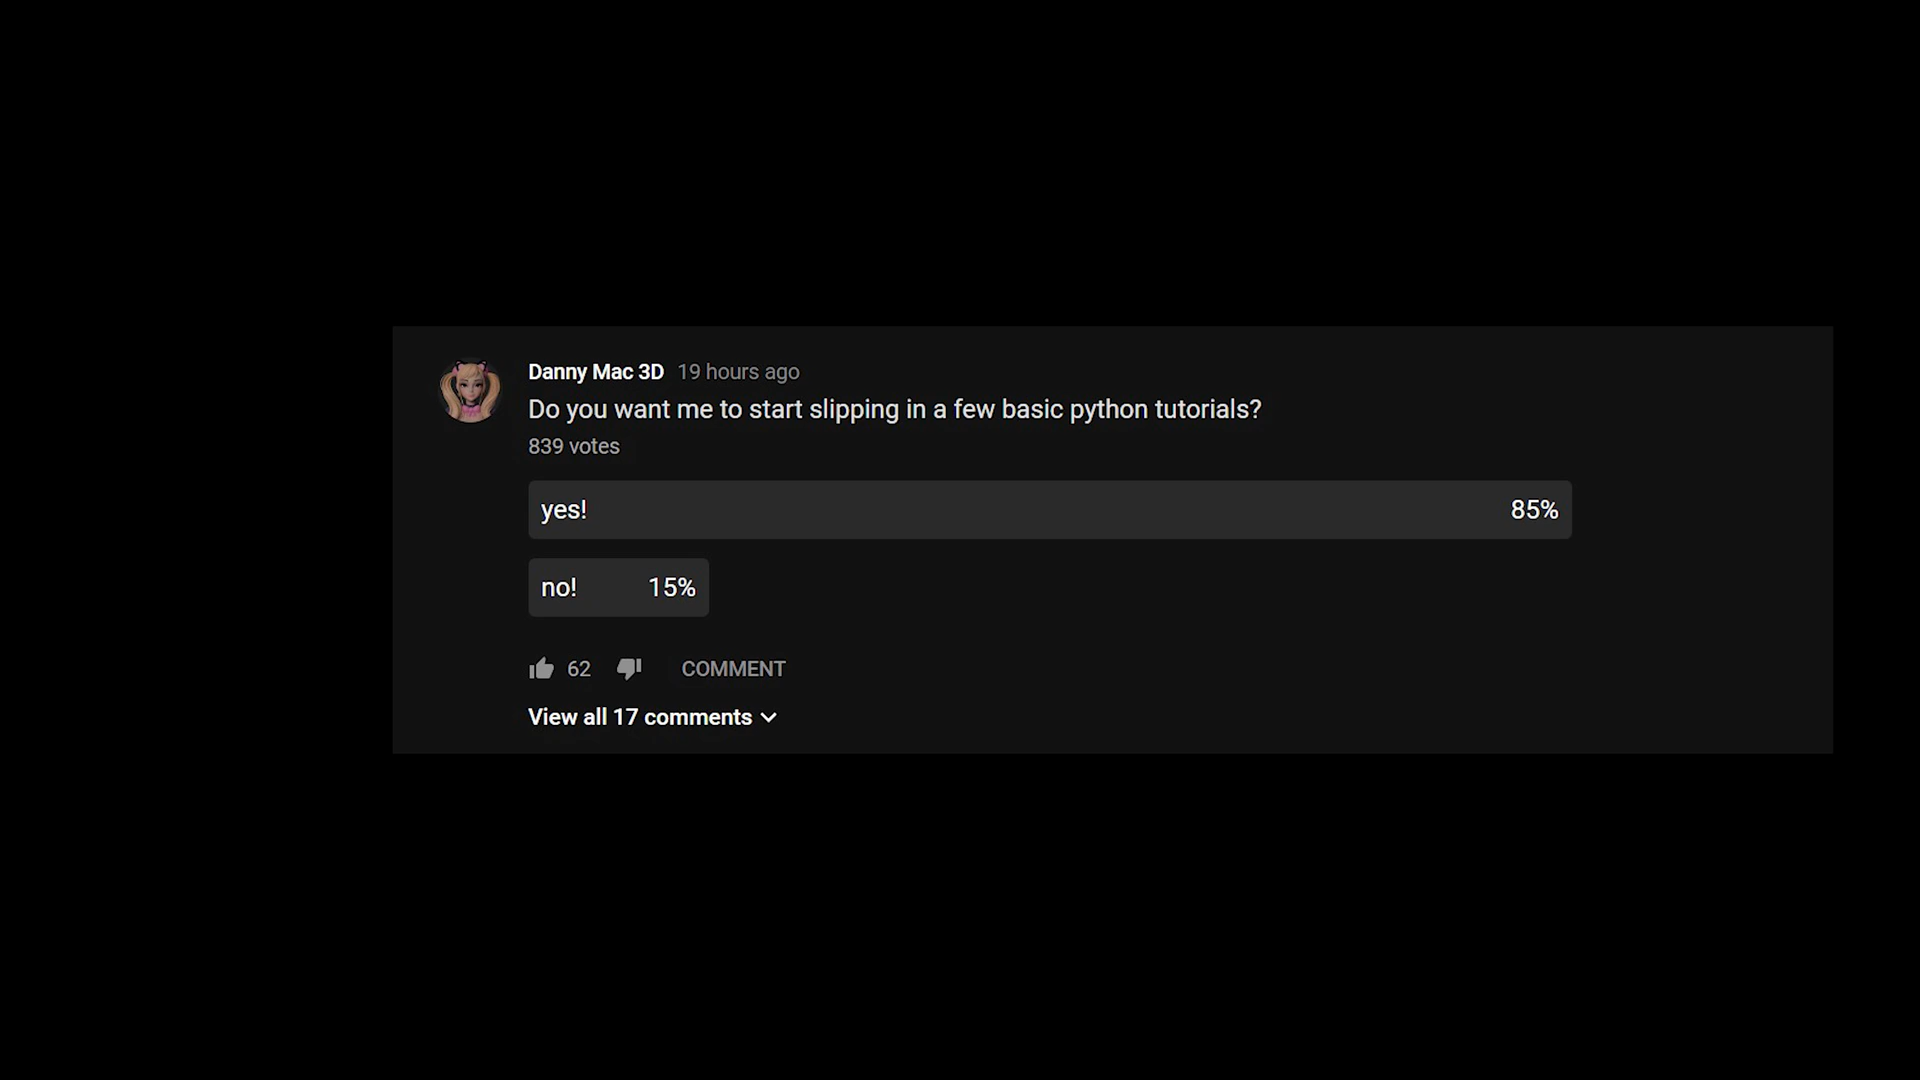 Danny Mac 3D 19 hours ago
Do you want me to start slipping in a few basic python tutorials?
839 votes
yes! 85%
no! 15%
62 COMMENT
View all 17 comments